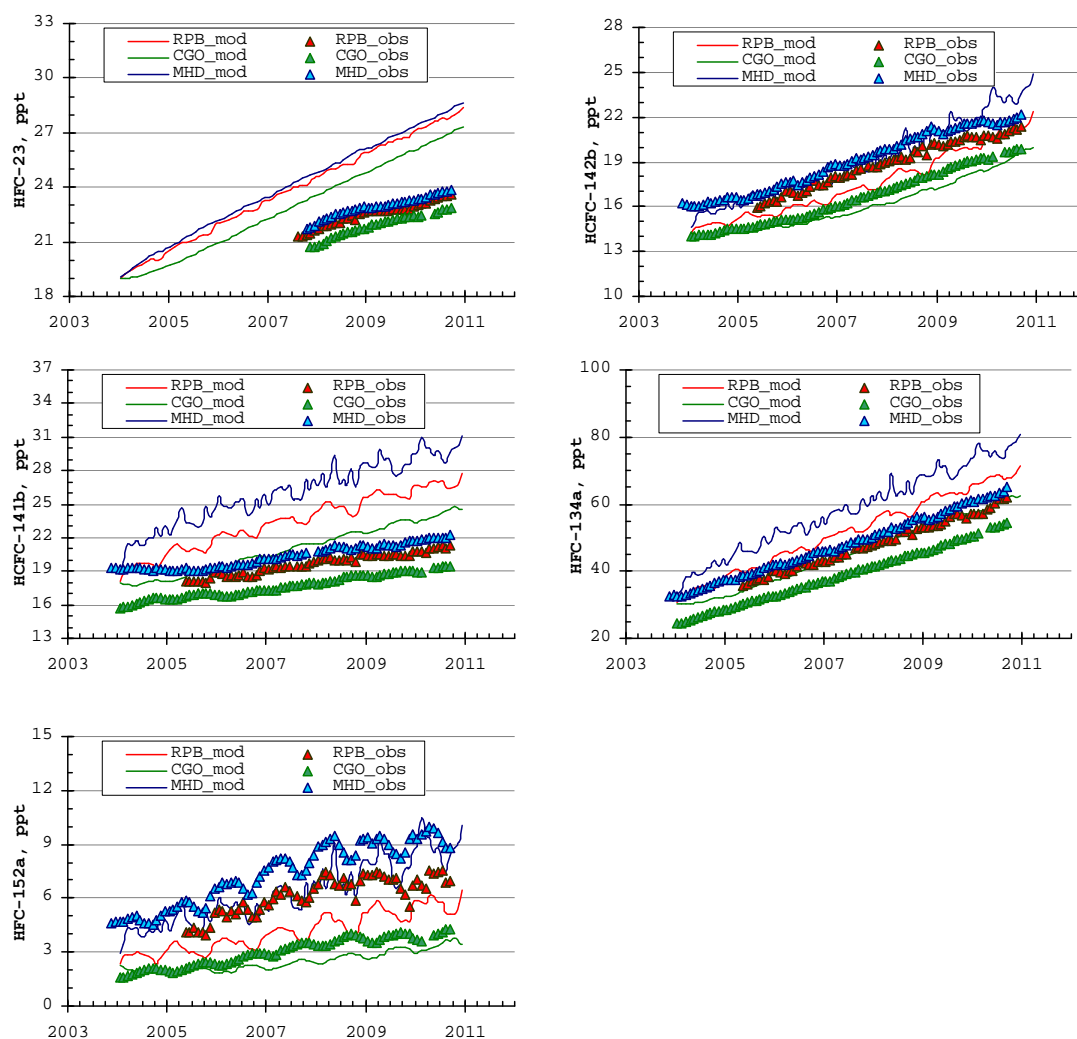 33
30
27
24
21
18
HFC-23, ppt
RPB_mod RPB_obs
CGO_mod CGO_obs
MHD_mod MHD_obs
2003 2005 2007 2009 2011
28
25
22
19
16
13
10
HCFC-142b, ppt
RPB_mod RPB_obs
CGO_mod CGO_obs
MHD_mod MHD_obs
2003 2005 2007 2009 2011
37
34
31
28
25
22
19
16
13
HCFC-141b, ppt
RPB_mod RPB_obs
CGO_mod CGO_obs
MHD_mod MHD_obs
2003 2005 2007 2009 2011
100
80
60
40
20
HFC-134a, ppt
RPB_mod RPB_obs
CGO_mod CGO_obs
MHD_mod MHD_obs
2003 2005 2007 2009 2011
15
12
9
6
3
0
HFC-152a, ppt
RPB_mod RPB_obs
CGO_mod CGO_obs
MHD_mod MHD_obs
2003 2005 2007 2009 2011